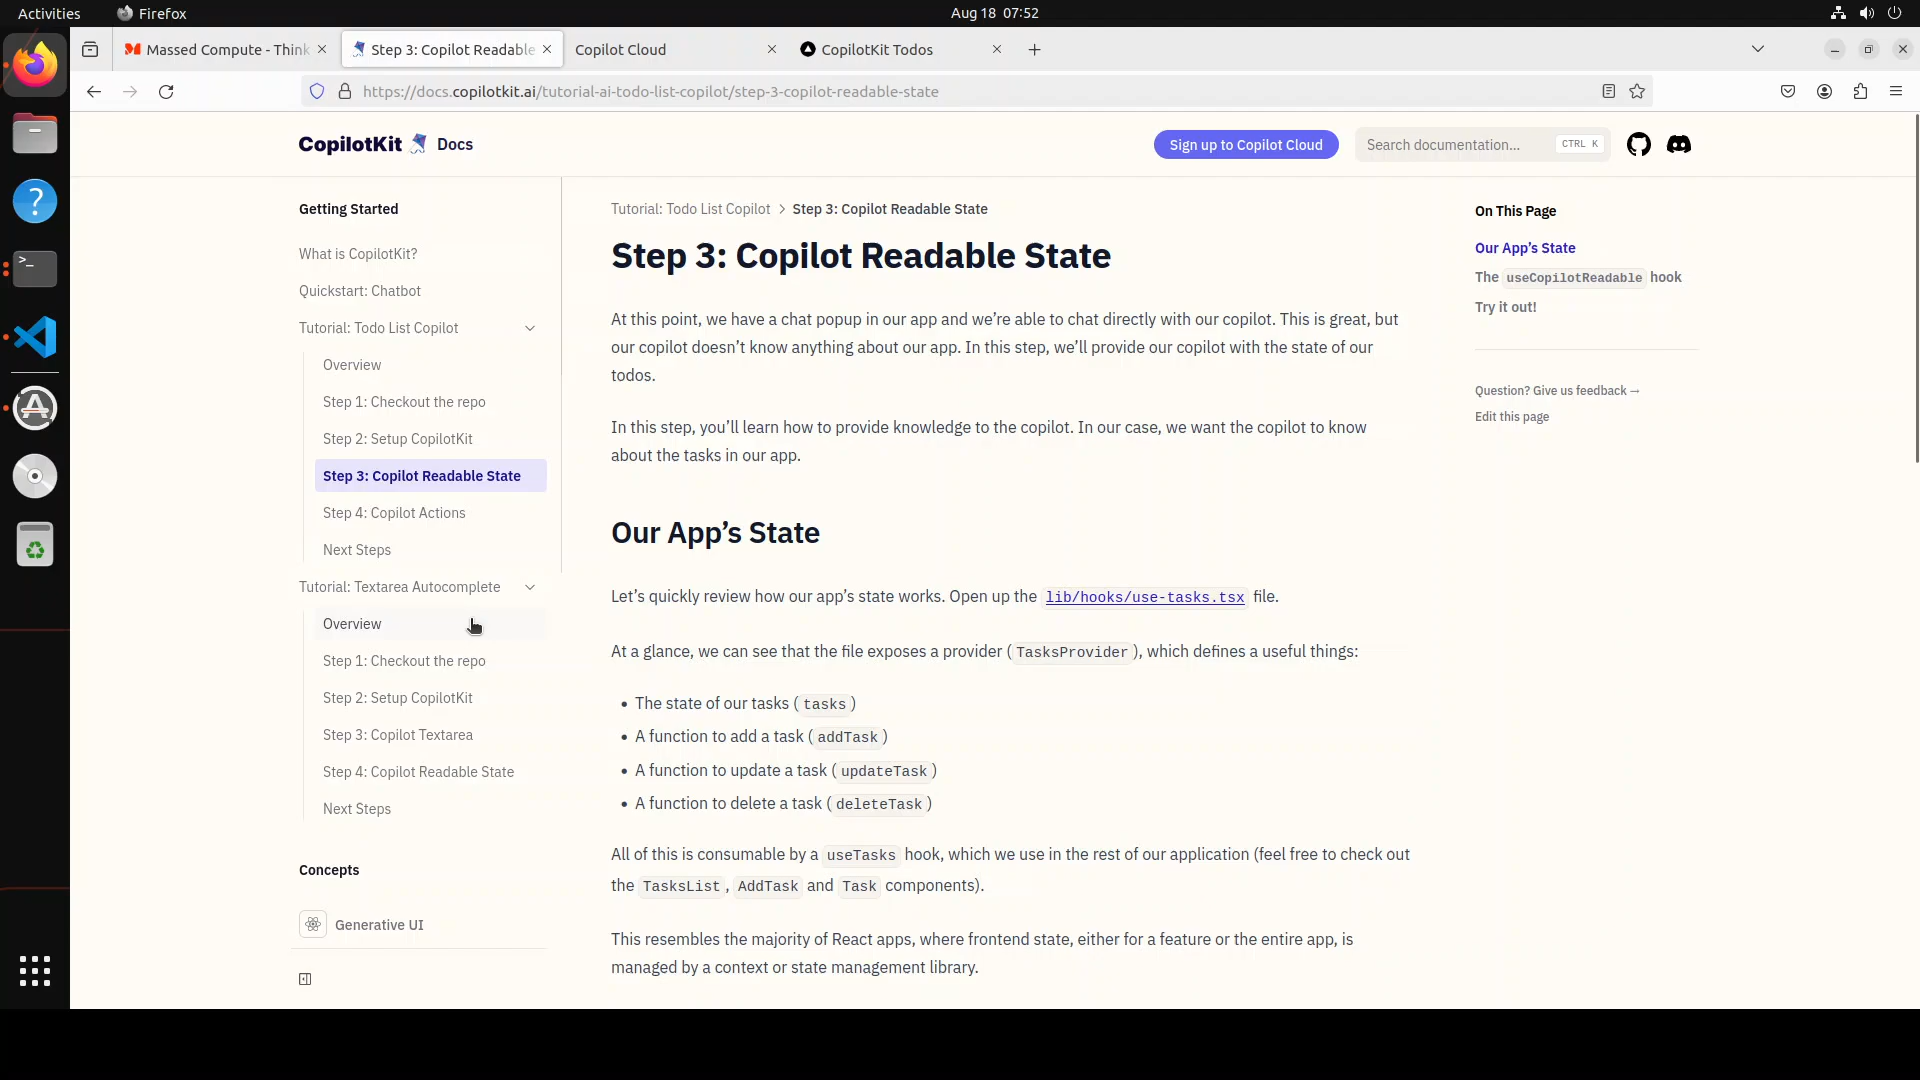 Activities
Firefox
Aug 18 07:52
Massed Compute - Think
Step 3: Copilot Readable
Copilot Cloud
CopilotKit Todos
https://docs.copilotkit.ai/tutorial-ai-todo-list-copilot/step-3-copilot-readable-state
CopilotKit Docs
Sign up to Copilot Cloud
Search documentation...
CTRL K
Getting Started
What is CopilotKit?
Quickstart: Chatbot
Tutorial: Todo List Copilot
Overview
Step 1: Checkout the repo
Step 2: Setup CopilotKit
Step 3: Copilot Readable State
Step 4: Copilot Actions
Next Steps
Tutorial: Textarea Autocomplete
Overview
Step 1: Checkout the repo
Step 2: Setup CopilotKit
Step 3: Copilot Textarea
Step 4: Copilot Readable State
Next Steps
Concepts
Generative UI
Tutorial: Todo List Copilot > Step 3: Copilot Readable State
Step 3: Copilot Readable State
At this point, we have a chat popup in our app and we’re able to chat directly with our copilot. This is great, but
our copilot doesn’t know anything about our app. In this step, we’ll provide our copilot with the state of our
todos.
In this step, you’ll learn how to provide knowledge to the copilot. In our case, we want the copilot to know
about the tasks in our app.
Our App’s State
Let’s quickly review how our app’s state works. Open up the lib/hooks/use-tasks.tsx file.
At a glance, we can see that the file exposes a provider (TasksProvider), which defines a useful things:
• The state of our tasks (tasks)
• A function to add a task (addTask)
• A function to update a task (updateTask)
• A function to delete a task (deleteTask)
All of this is consumable by a useTasks hook, which we use in the rest of our application (feel free to check out
the TasksList, AddTask and Task components).
This resembles the majority of React apps, where frontend state, either for a feature or the entire app, is
managed by a context or state management library.
On This Page
Our App’s State
The useCopilotReadable hook
Try it out!
Question? Give us feedback →
Edit this page